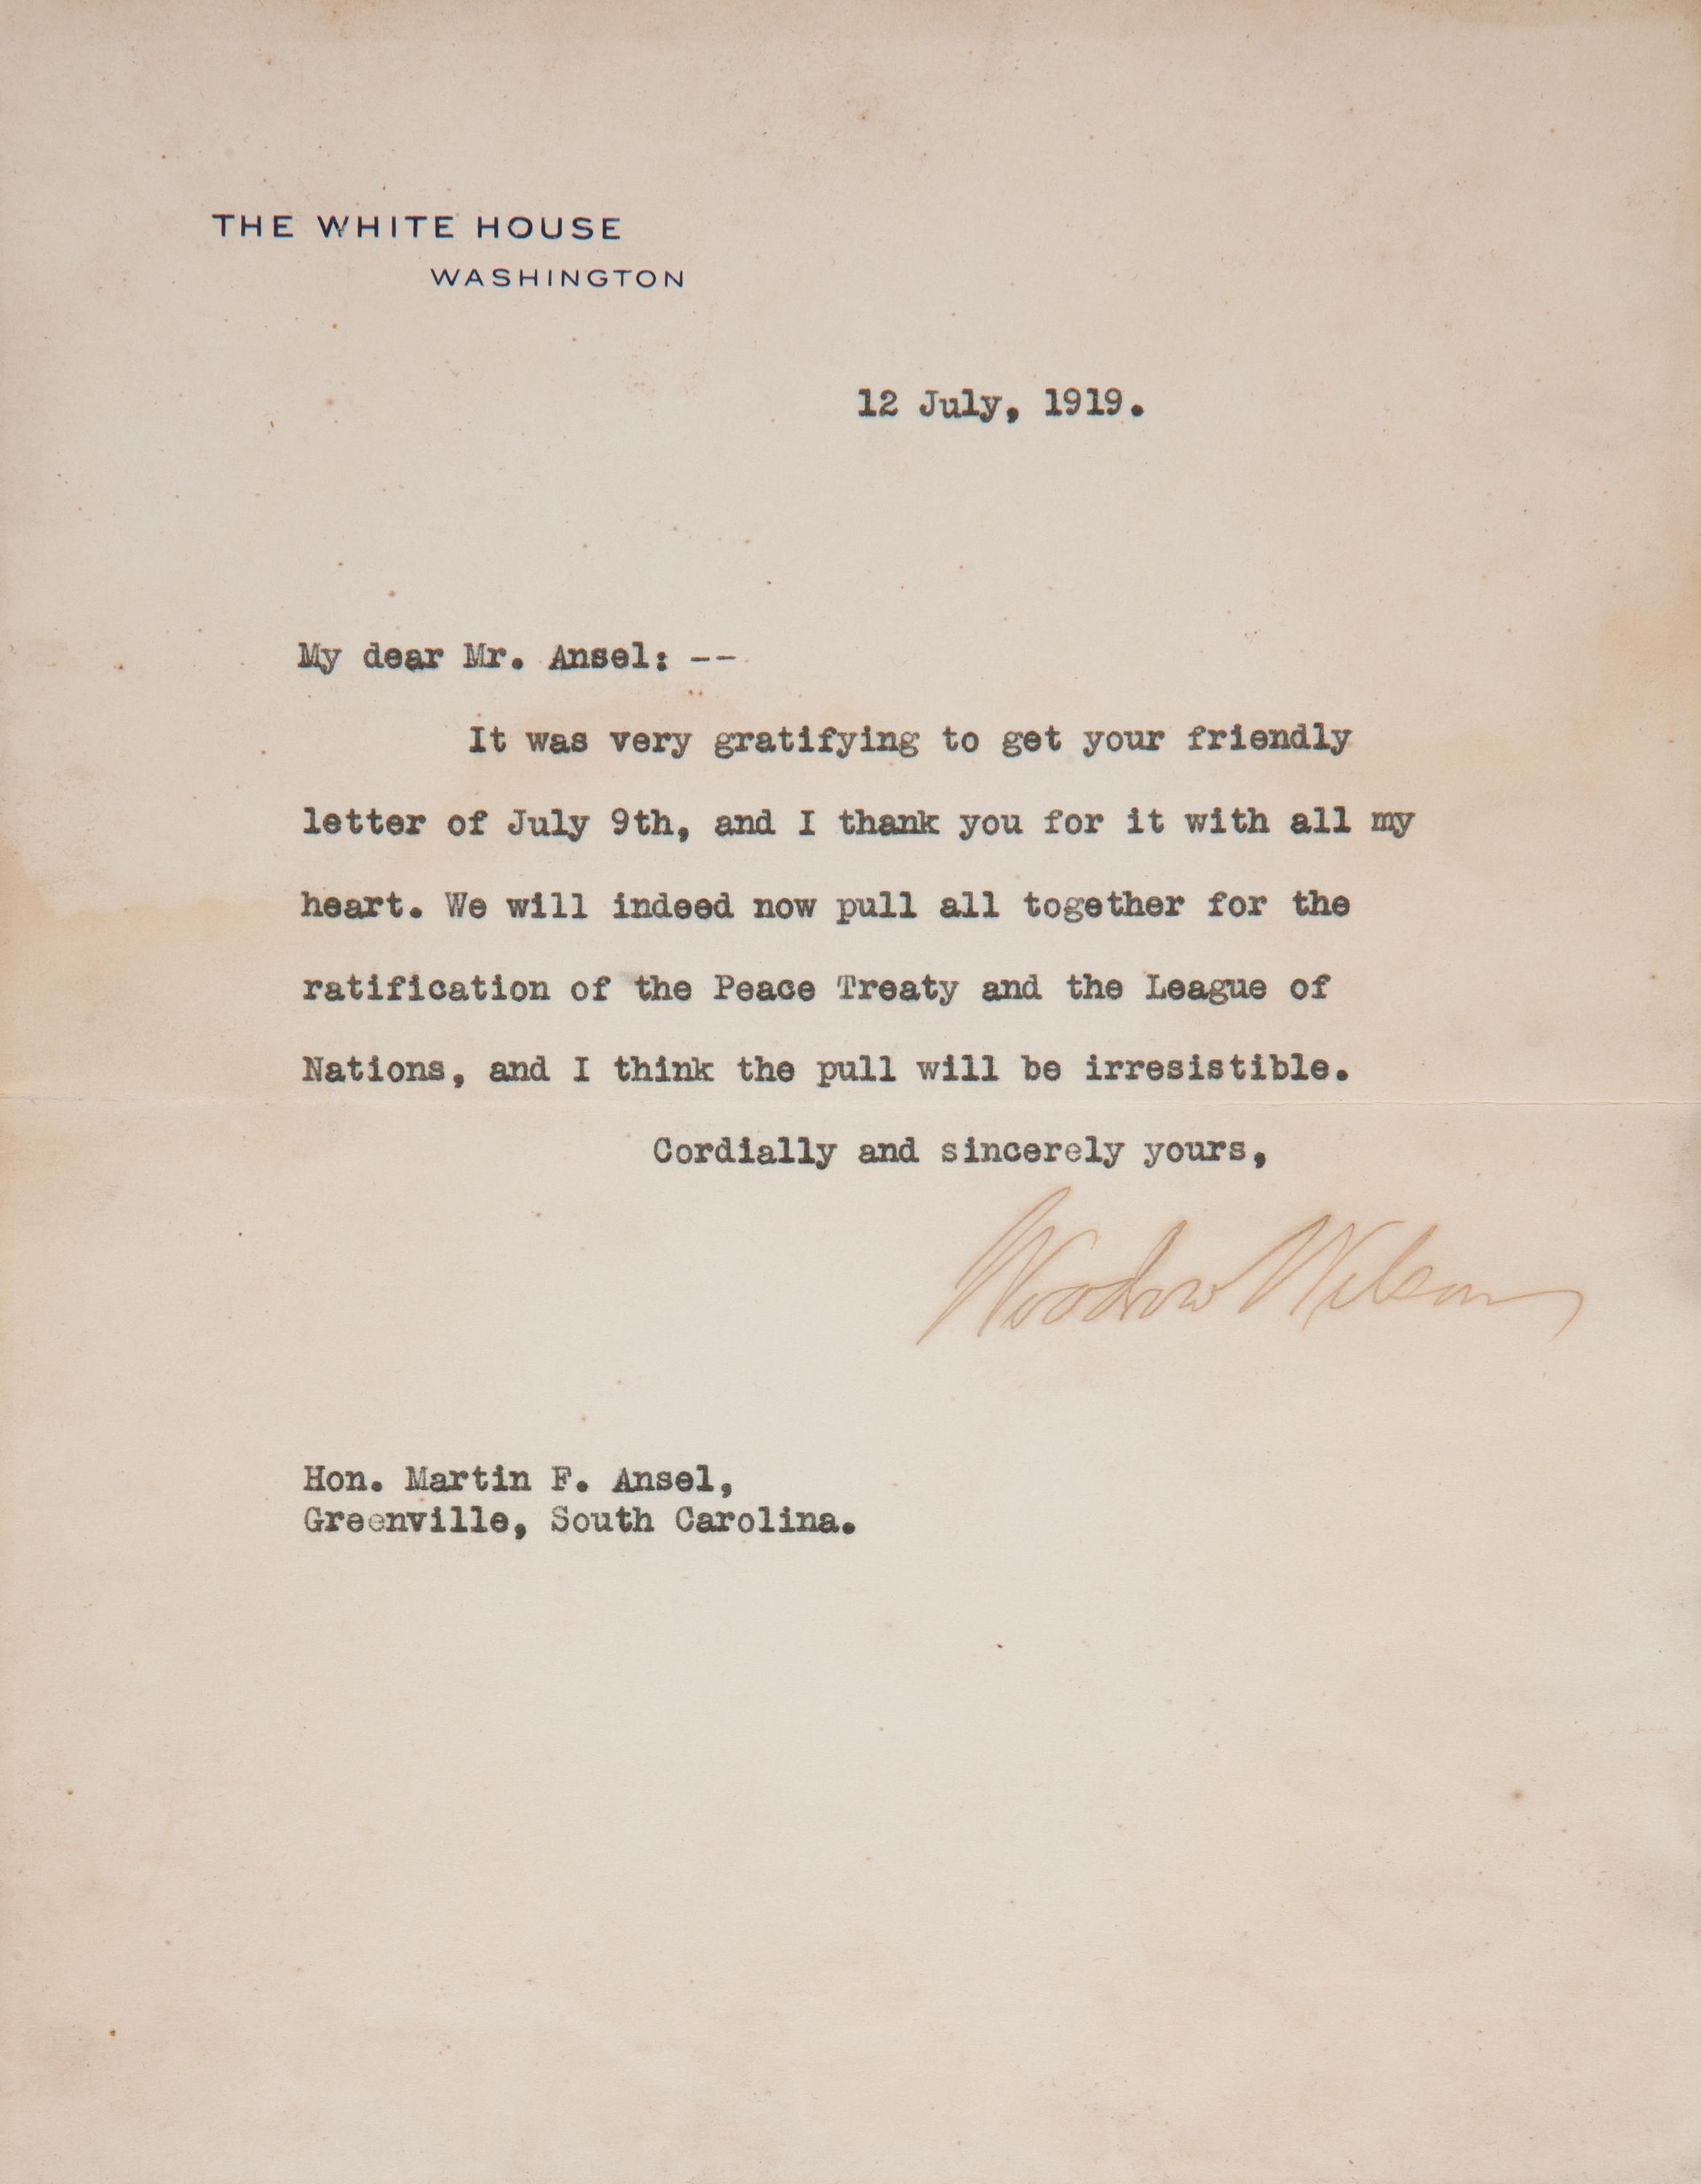 THE WHITE HOUSE
WASHINGTON
12 July, 1919.
My dear Mr. Ansel: --
It was very gratifying to get your friendly
letter of July 9th, and I thank you for it with all my
heart. We will indeed now pull all together for the
ratification of the Peace Treaty and the League of
Nations, and I think the pull will be irresistible.
Cordially and sincerely yours,
Woodrow Wilson
Hon. Martin F. Ansel,
Greenville, South Carolina.